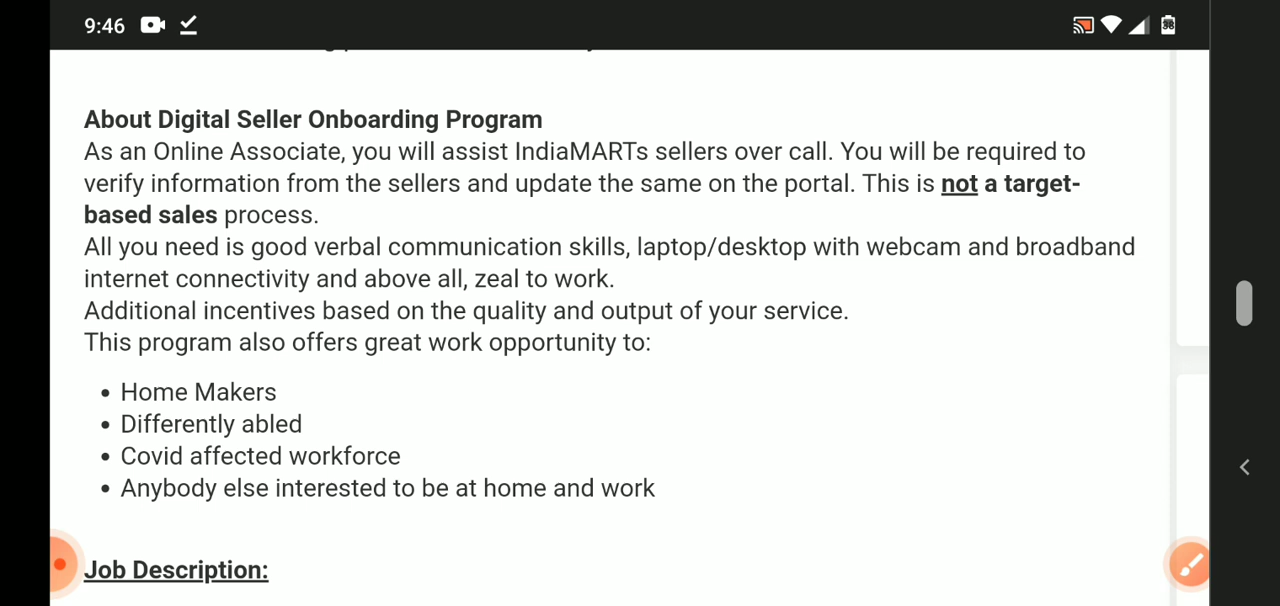 9:46
38
About Digital Seller Onboarding Program
As an Online Associate, you will assist IndiaMARTs sellers over call. You will be required to
verify information from the sellers and update the same on the portal. This is not a target-
based sales process.
All you need is good verbal communication skills, laptop/desktop with webcam and broadband
internet connectivity and above all, zeal to work.
Additional incentives based on the quality and output of your service.
This program also offers great work opportunity to:
• Home Makers
• Differently abled
• Covid affected workforce
• Anybody else interested to be at home and work
Job Description: